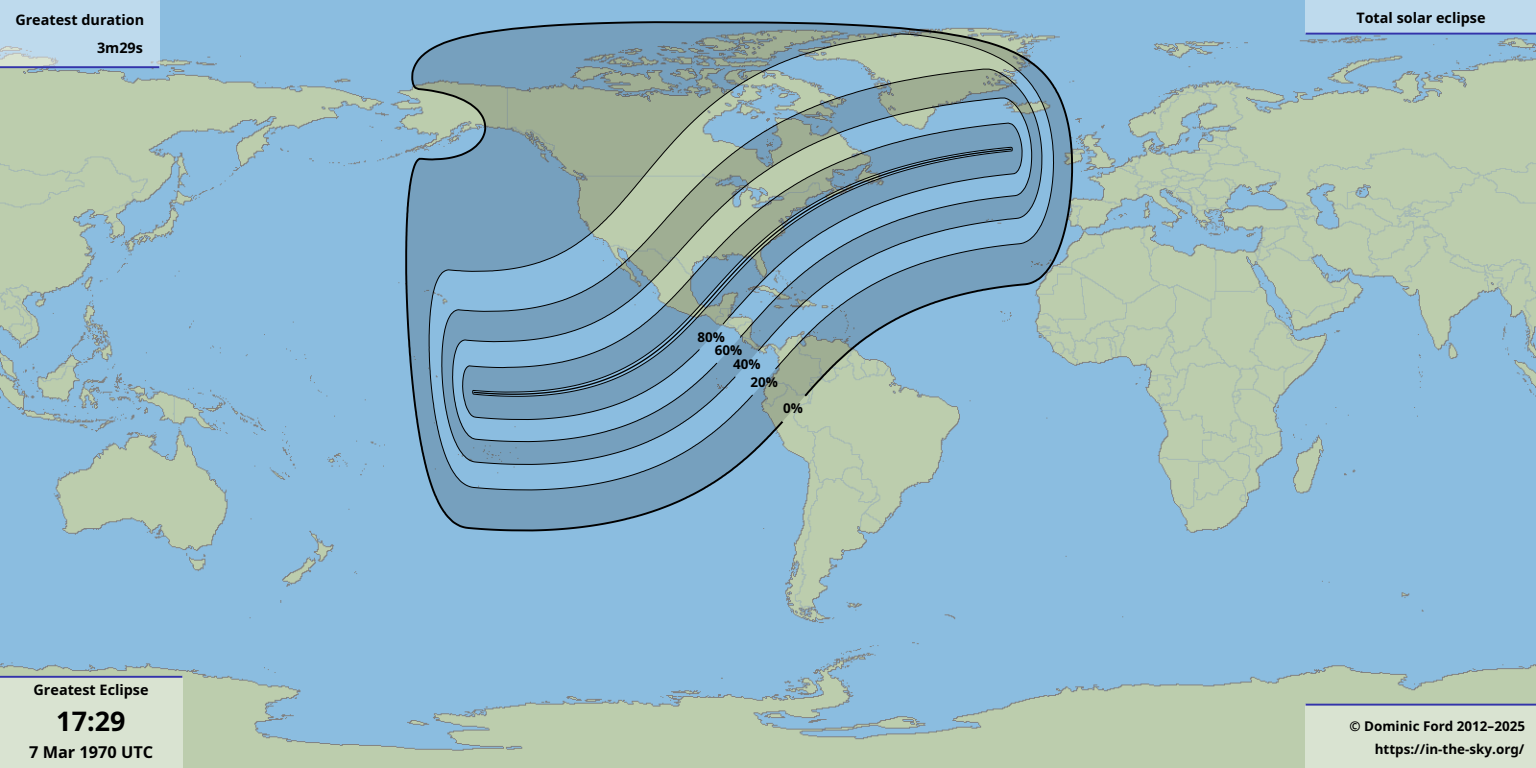 Greatest duration
3m29s
Total solar eclipse
80%
60%
40%
20%
0%
Greatest Eclipse
17:29
7 Mar 1970 UTC
© Dominic Ford 2012–2025
https://in-the-sky.org/